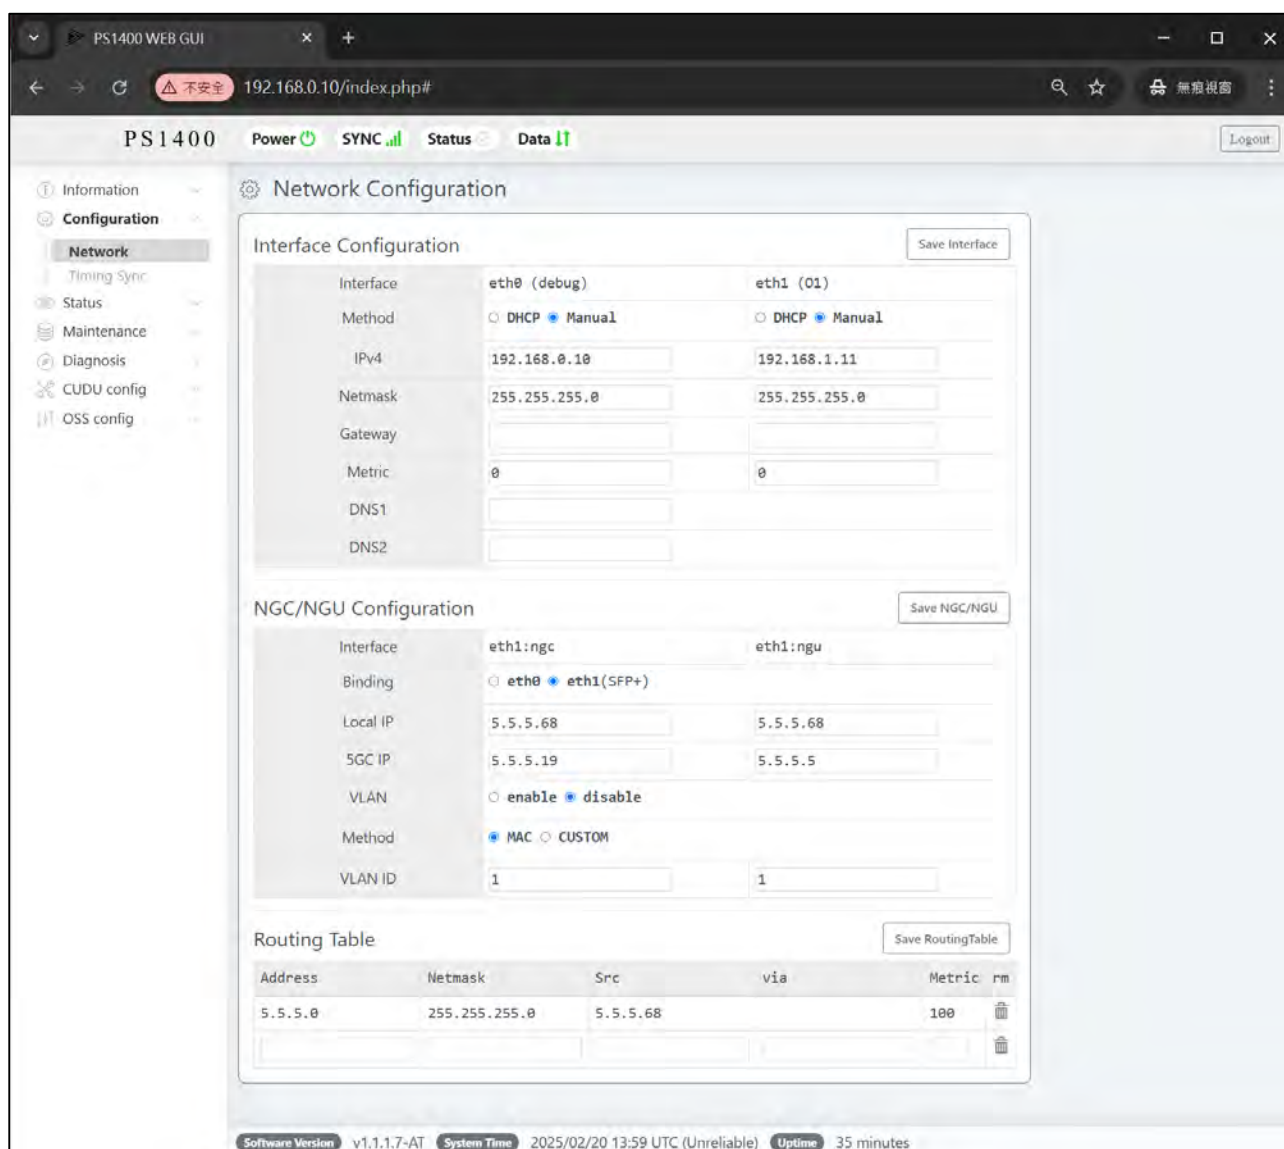 PS1400 WEB GUI
不安全 192.168.0.10/index.php# 無痕視窗
PS1400 Power SYNC Status Data Logout
Information
Configuration
Network
Timing Sync
Status
Maintenance
Diagnosis
CUDU config
OSS config
Network Configuration
Interface Configuration Save Interface
Interface eth0 (debug) eth1 (O1)
Method DHCP Manual DHCP Manual
IPv4 192.168.0.10 192.168.1.11
Netmask 255.255.255.0 255.255.255.0
Gateway
Metric 0 0
DNS1
DNS2
NGC/NGU Configuration Save NGC/NGU
Interface eth1:ngc eth1:ngu
Binding eth0 eth1(SFP+)
Local IP 5.5.5.68 5.5.5.68
5GC IP 5.5.5.19 5.5.5.5
VLAN enable disable
Method MAC CUSTOM
VLAN ID 1 1
Routing Table Save RoutingTable
Address Netmask Src via Metric rm
5.5.5.0 255.255.255.0 5.5.5.68 100
Software Version v1.1.1.7-AT System Time 2025/02/20 13:59 UTC (Unreliable) Uptime 35 minutes